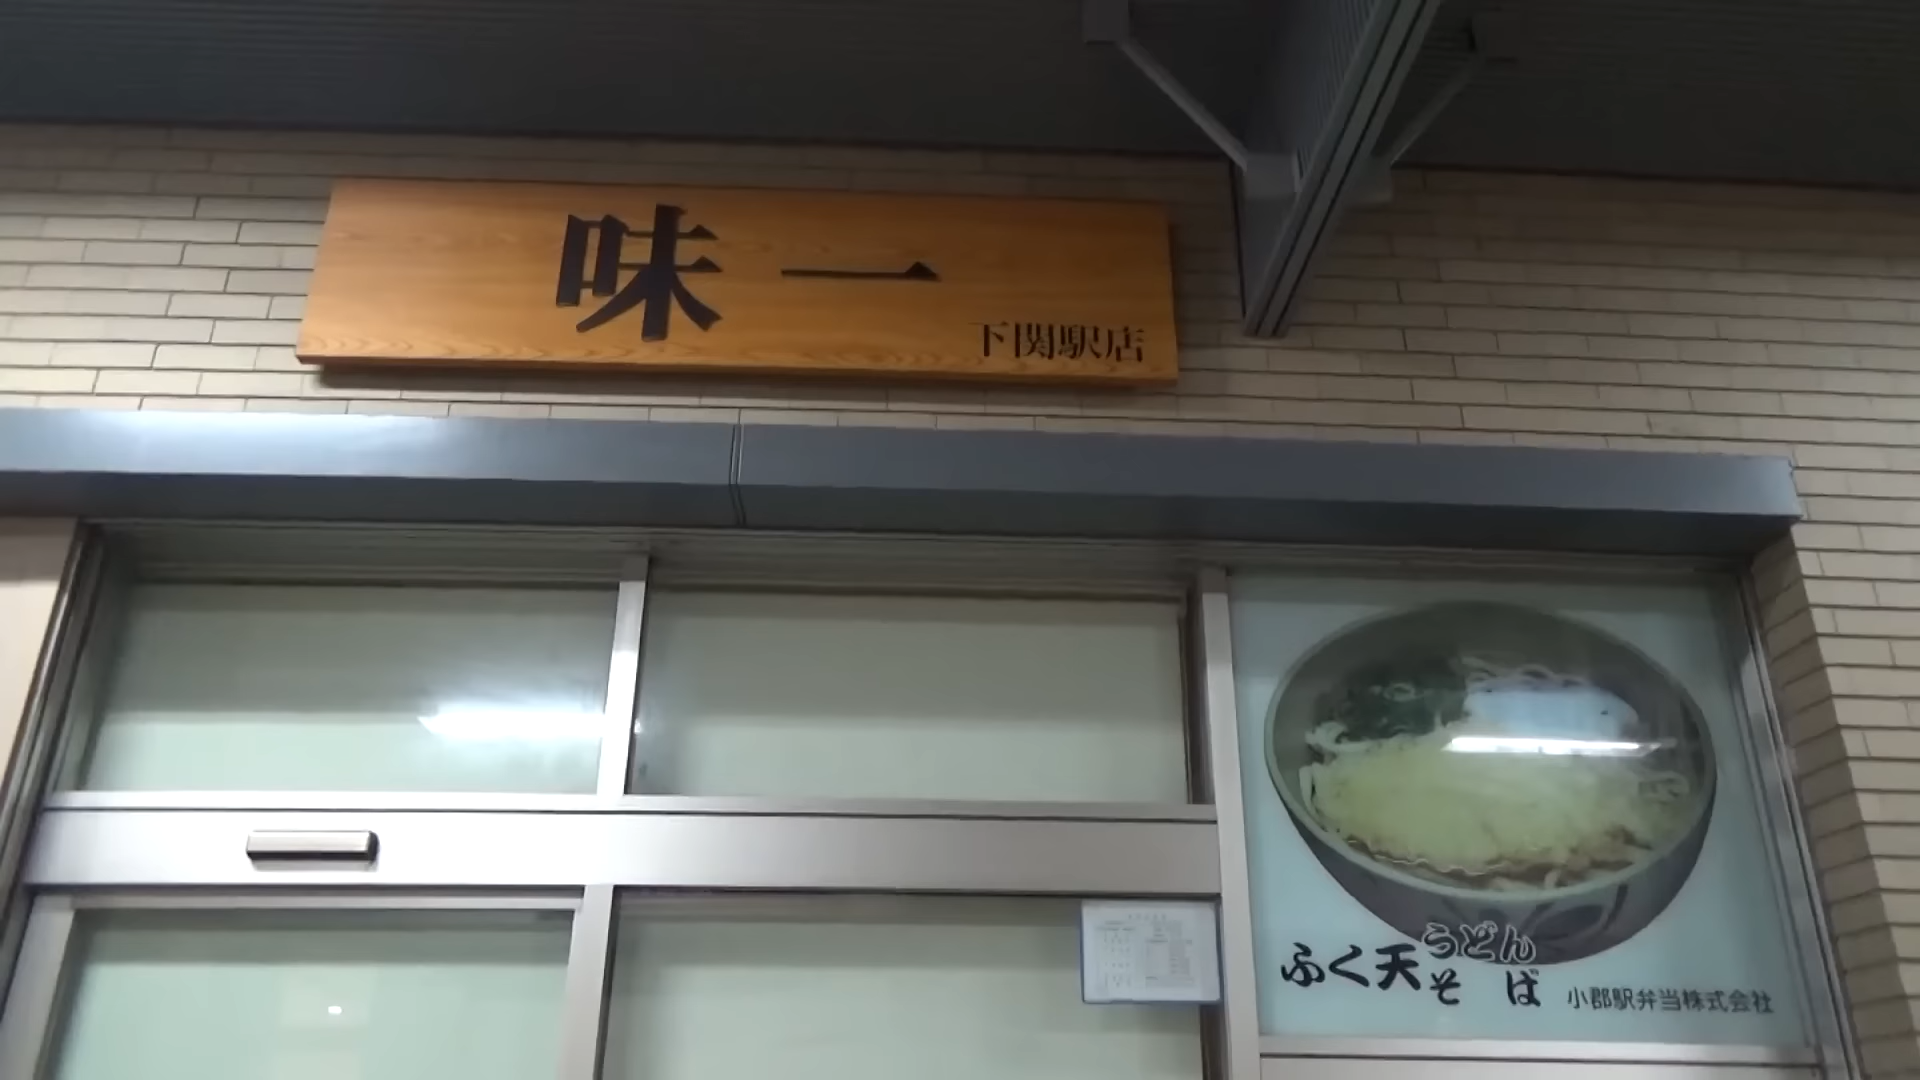 味一
下関駅店
ふく天うどん
そば
小郡駅弁当株式会社